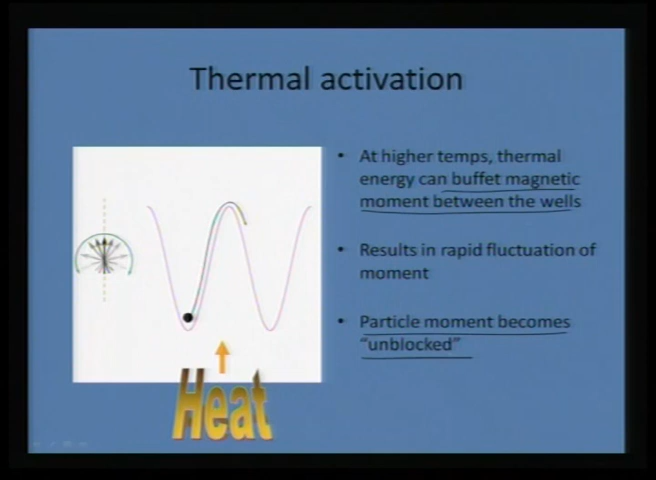 Thermal activation
• At higher temps, thermal
energy can buffet magnetic
moment between the wells
• Results in rapid fluctuation of
moment
• Particle moment becomes
"unblocked"
Heat